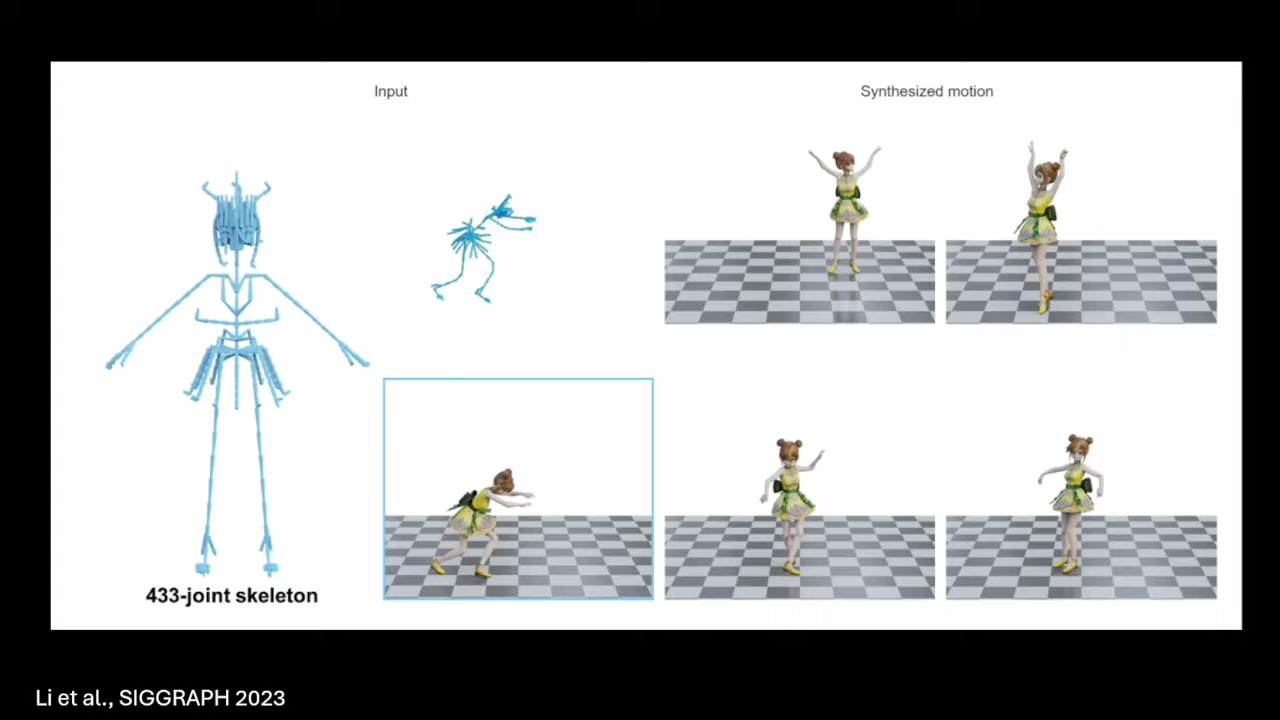 Input
Synthesized motion
433-joint skeleton
Li et al., SIGGRAPH 2023